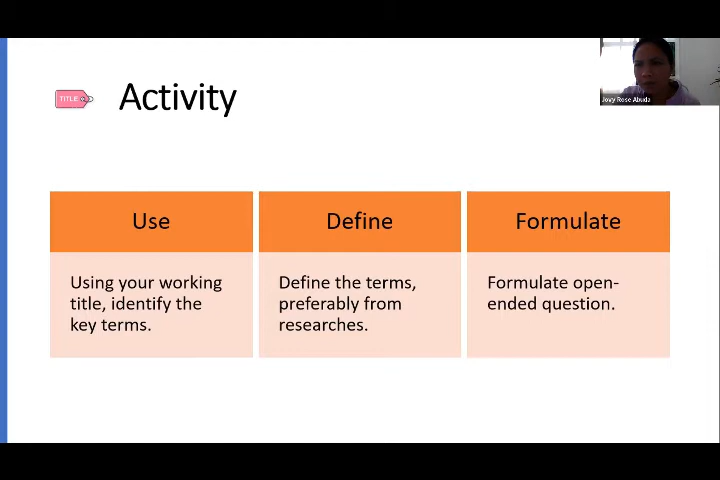 TITLE
Activity
Jovy Rose Abuda
Use
Define
Formulate
Using your working
title, identify the
key terms.
Define the terms,
preferably from
researches.
Formulate open-
ended question.